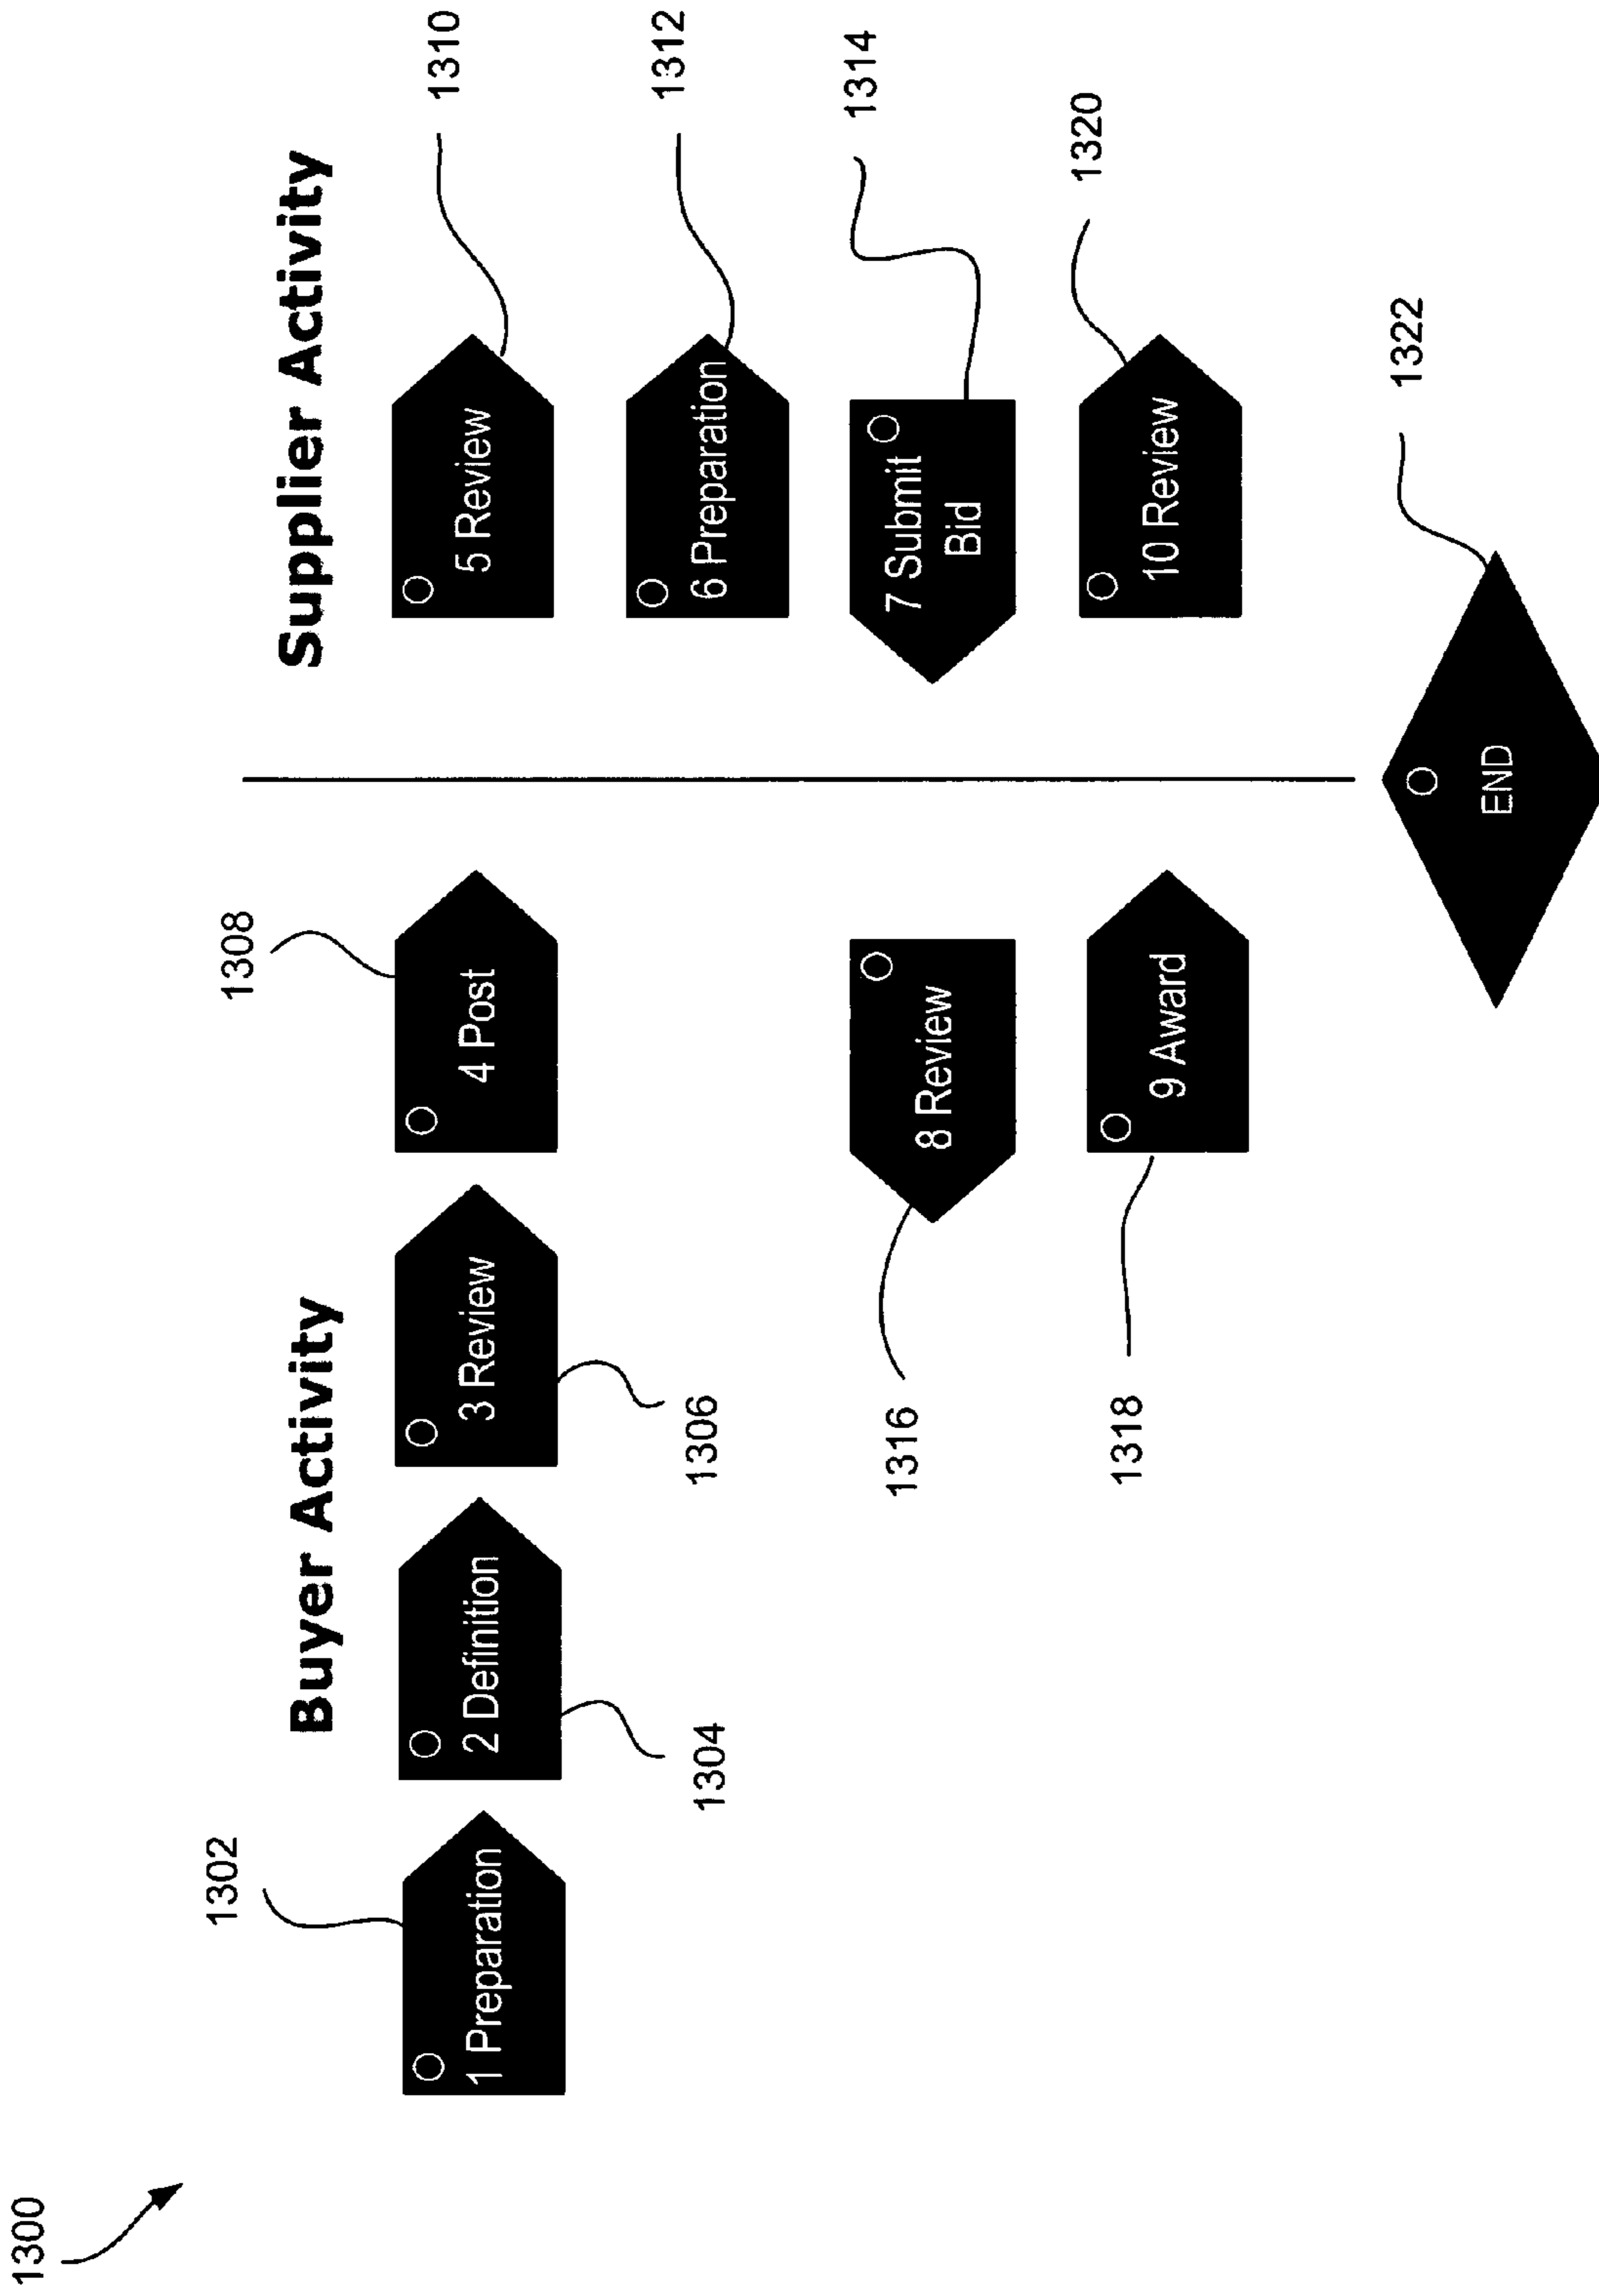 1300
Buyer Activity
Supplier Activity
1302
1308
1 Preparation
2 Definition
3 Review
4 Post
5 Review
1310
1304
1306
6 Preparation
1312
1316
8 Review
7 Submit
Bid
1314
1318
9 Award
10 Review
1320
END
1322